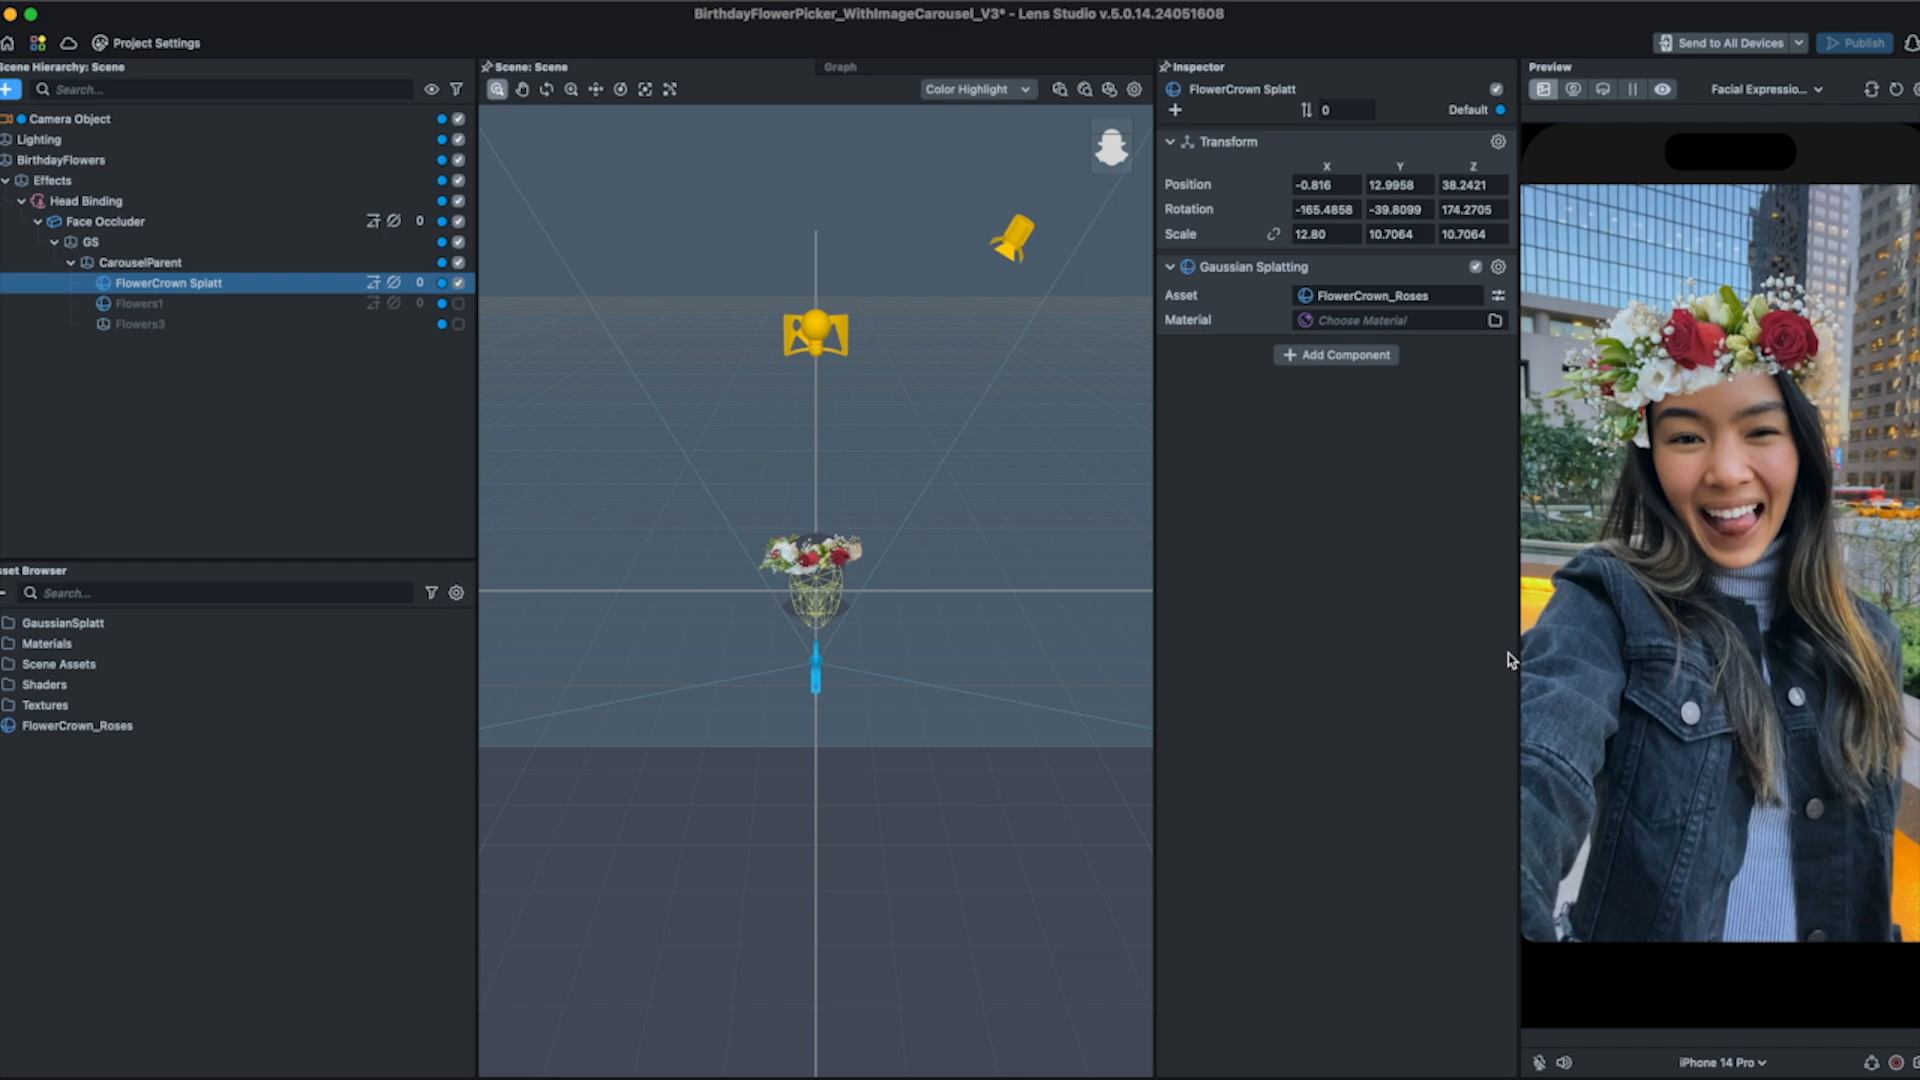 BirthdayFlowerPicker_WithImageCarousel_V3* - Lens Studio v.5.0.14.24051608
Project Settings
Send to All Devices
Publish
Scene Hierarchy: Scene
Search...
Camera Object
Lighting
BirthdayFlowers
Effects
Head Binding
Face Occluder 0
GS
CarouselParent
FlowerCrown Splatt 0
Flowers1 0
Flowers3
sset Browser
Search...
GaussianSplatt
Materials
Scene Assets
Shaders
Textures
FlowerCrown_Roses
Scene: Scene
Graph
Color Highlight
Inspector
FlowerCrown Splatt
0 Default
Transform
X Y Z
Position -0.816 12.9958 38.2421
Rotation -165.4858 -39.8099 174.2705
Scale 12.80 10.7064 10.7064
Gaussian Splatting
Asset FlowerCrown_Roses
Material Choose Material
+ Add Component
Preview
Facial Expressio...
iPhone 14 Pro